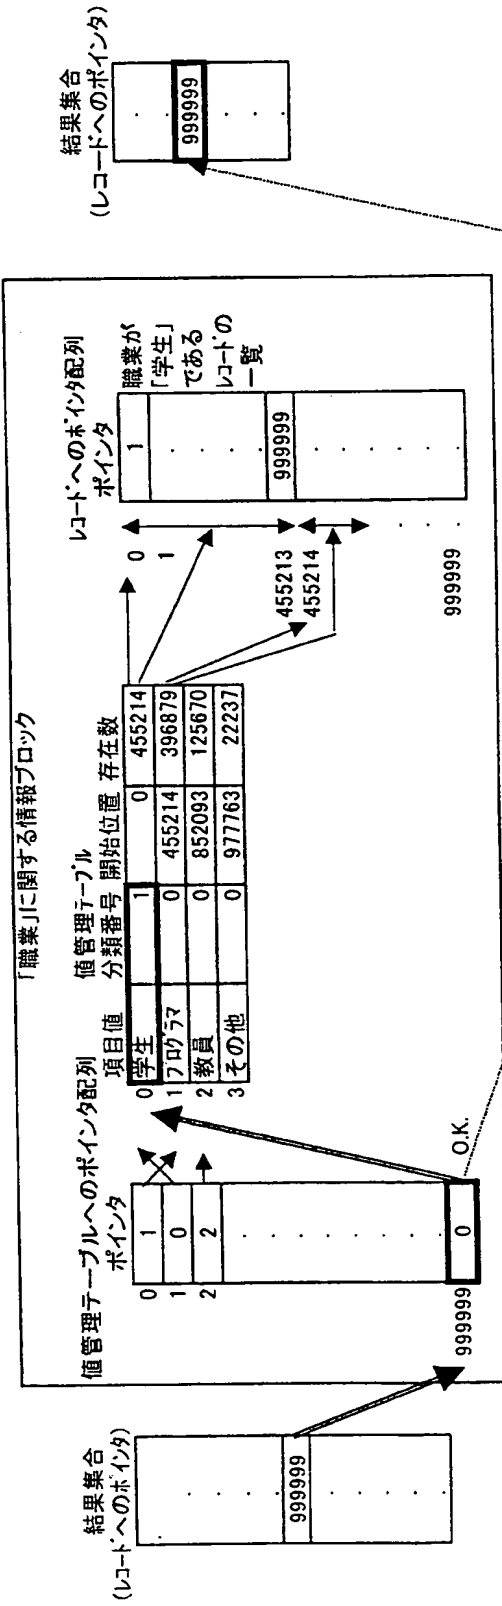 結果集合
(レコードへのポインタ)
999999
「職業」に関する情報ブロック
値管理テーブルへのポインタ配列
ポインタ
0 1
1 0
2 2
999999 0 O.K.
値管理テーブル
項目値 分類番号 開始位置 存在数
0 学生 1 0 455214
1 プログラマ 0 455214 396879
2 教員 0 852093 125670
3 その他 0 977763 22237
レコードへのポインタ配列
ポインタ
0 1
1
455213 999999
455214
999999
職業が
「学生」
である
レコードの
一覧
結果集合
(レコードへのポインタ)
999999